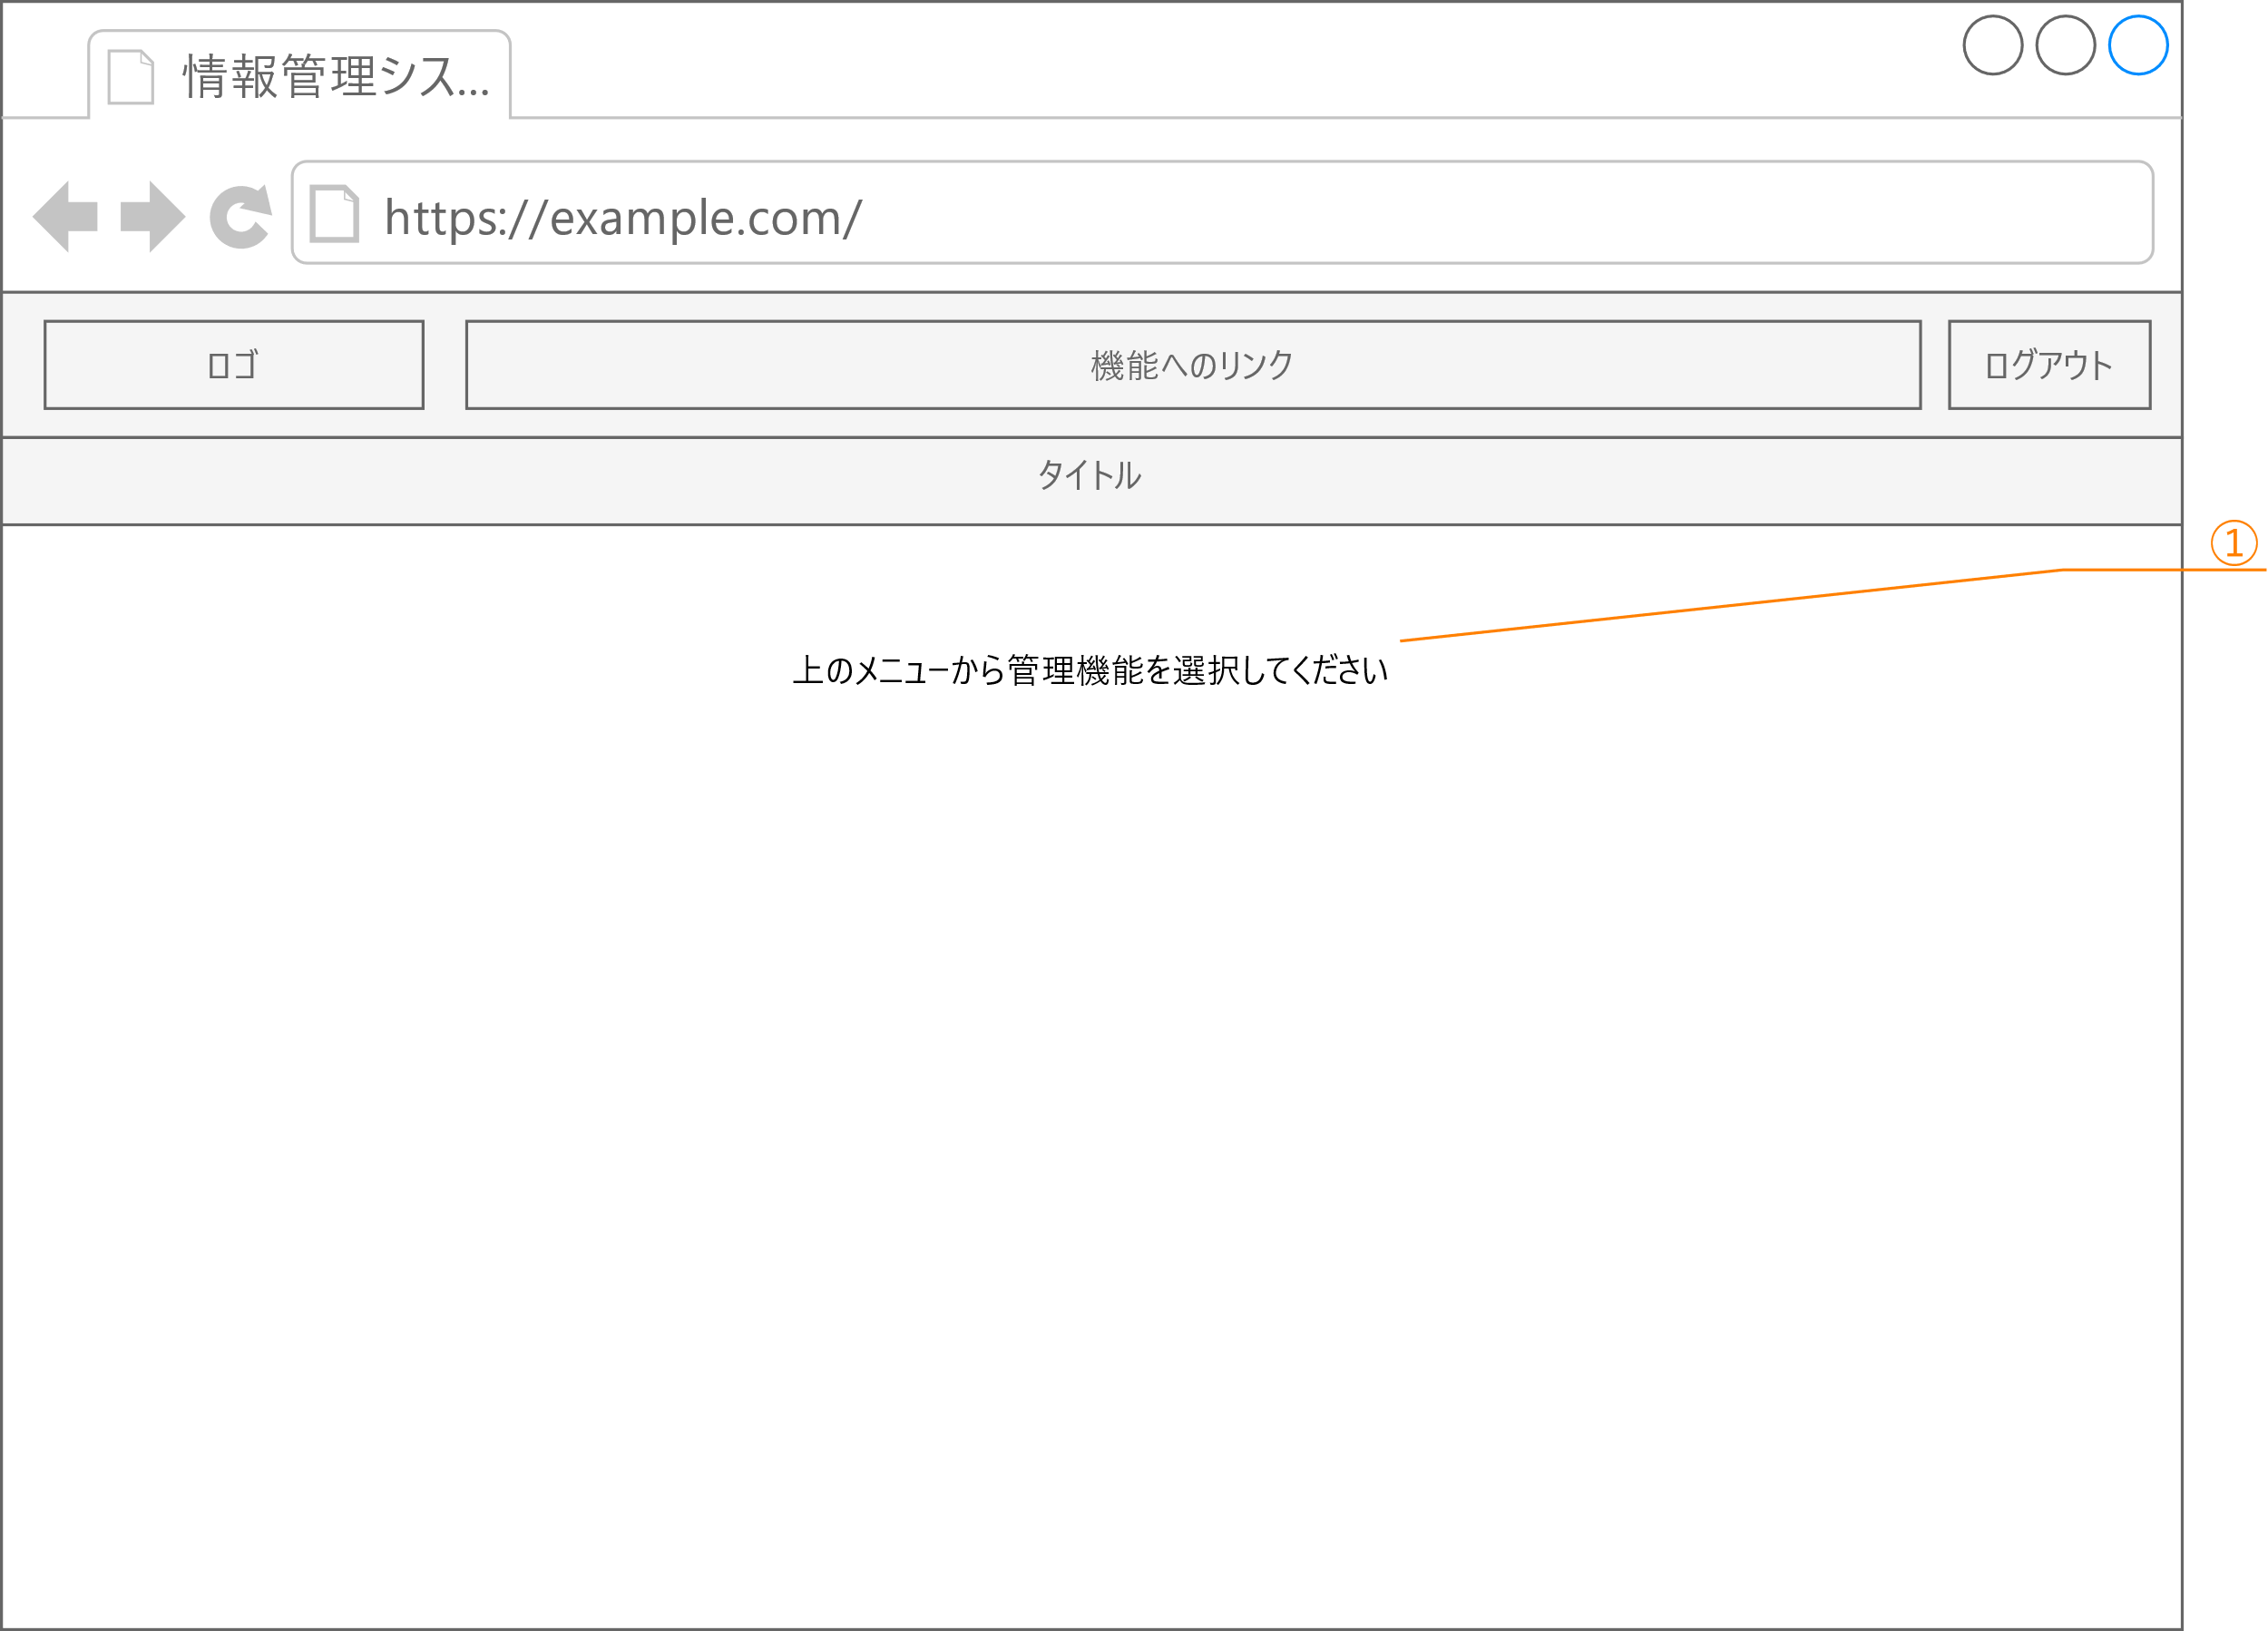 情報管理シス...
https://example.com/
ロゴ
機能へのリンク
ログアウト
タイトル
①
上のメニューから管理機能を選択してください